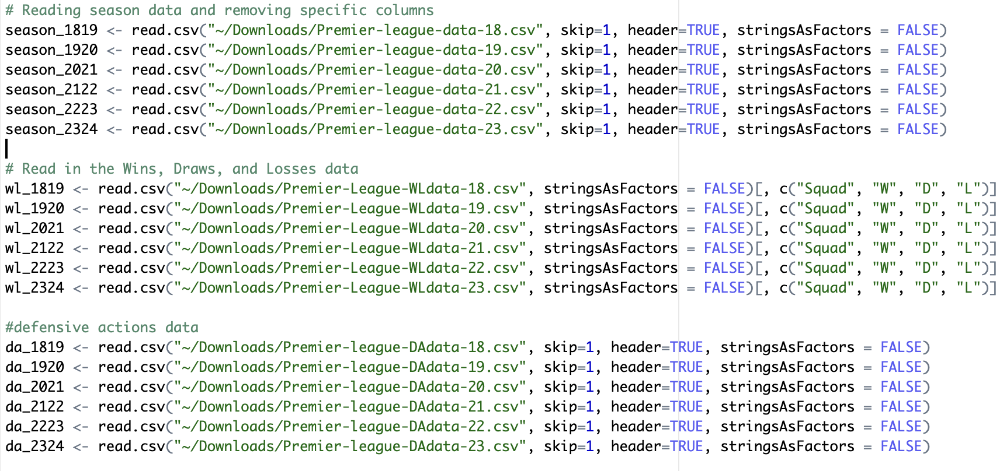 # Reading season data and removing specific columns
season_1819 <- read.csv("~/Downloads/Premier-league-data-18.csv", skip=1, header=TRUE, stringsAsFactors = FALSE)
season_1920 <- read.csv("~/Downloads/Premier-league-data-19.csv", skip=1, header=TRUE, stringsAsFactors = FALSE)
season_2021 <- read.csv("~/Downloads/Premier-league-data-20.csv", skip=1, header=TRUE, stringsAsFactors = FALSE)
season_2122 <- read.csv("~/Downloads/Premier-league-data-21.csv", skip=1, header=TRUE, stringsAsFactors = FALSE)
season_2223 <- read.csv("~/Downloads/Premier-league-data-22.csv", skip=1, header=TRUE, stringsAsFactors = FALSE)
season_2324 <- read.csv("~/Downloads/Premier-league-data-23.csv", skip=1, header=TRUE, stringsAsFactors = FALSE)
# Read in the Wins, Draws, and Losses data
wl_1819 <- read.csv("~/Downloads/Premier-League-WLdata-18.csv", stringsAsFactors = FALSE)[, c("Squad", "W", "D", "L")]
wl_1920 <- read.csv("~/Downloads/Premier-League-WLdata-19.csv", stringsAsFactors = FALSE)[, c("Squad", "W", "D", "L")]
wl_2021 <- read.csv("~/Downloads/Premier-League-WLdata-20.csv", stringsAsFactors = FALSE)[, c("Squad", "W", "D", "L")]
wl_2122 <- read.csv("~/Downloads/Premier-League-WLdata-21.csv", stringsAsFactors = FALSE)[, c("Squad", "W", "D", "L")]
wl_2223 <- read.csv("~/Downloads/Premier-League-WLdata-22.csv", stringsAsFactors = FALSE)[, c("Squad", "W", "D", "L")]
wl_2324 <- read.csv("~/Downloads/Premier-League-WLdata-23.csv", stringsAsFactors = FALSE)[, c("Squad", "W", "D", "L")]
#defensive actions data
da_1819 <- read.csv("~/Downloads/Premier-league-DAdata-18.csv", skip=1, header=TRUE, stringsAsFactors = FALSE)
da_1920 <- read.csv("~/Downloads/Premier-league-DAdata-19.csv", skip=1, header=TRUE, stringsAsFactors = FALSE)
da_2021 <- read.csv("~/Downloads/Premier-league-DAdata-20.csv", skip=1, header=TRUE, stringsAsFactors = FALSE)
da_2122 <- read.csv("~/Downloads/Premier-league-DAdata-21.csv", skip=1, header=TRUE, stringsAsFactors = FALSE)
da_2223 <- read.csv("~/Downloads/Premier-league-DAdata-22.csv", skip=1, header=TRUE, stringsAsFactors = FALSE)
da_2324 <- read.csv("~/Downloads/Premier-league-DAdata-23.csv", skip=1, header=TRUE, stringsAsFactors = FALSE)